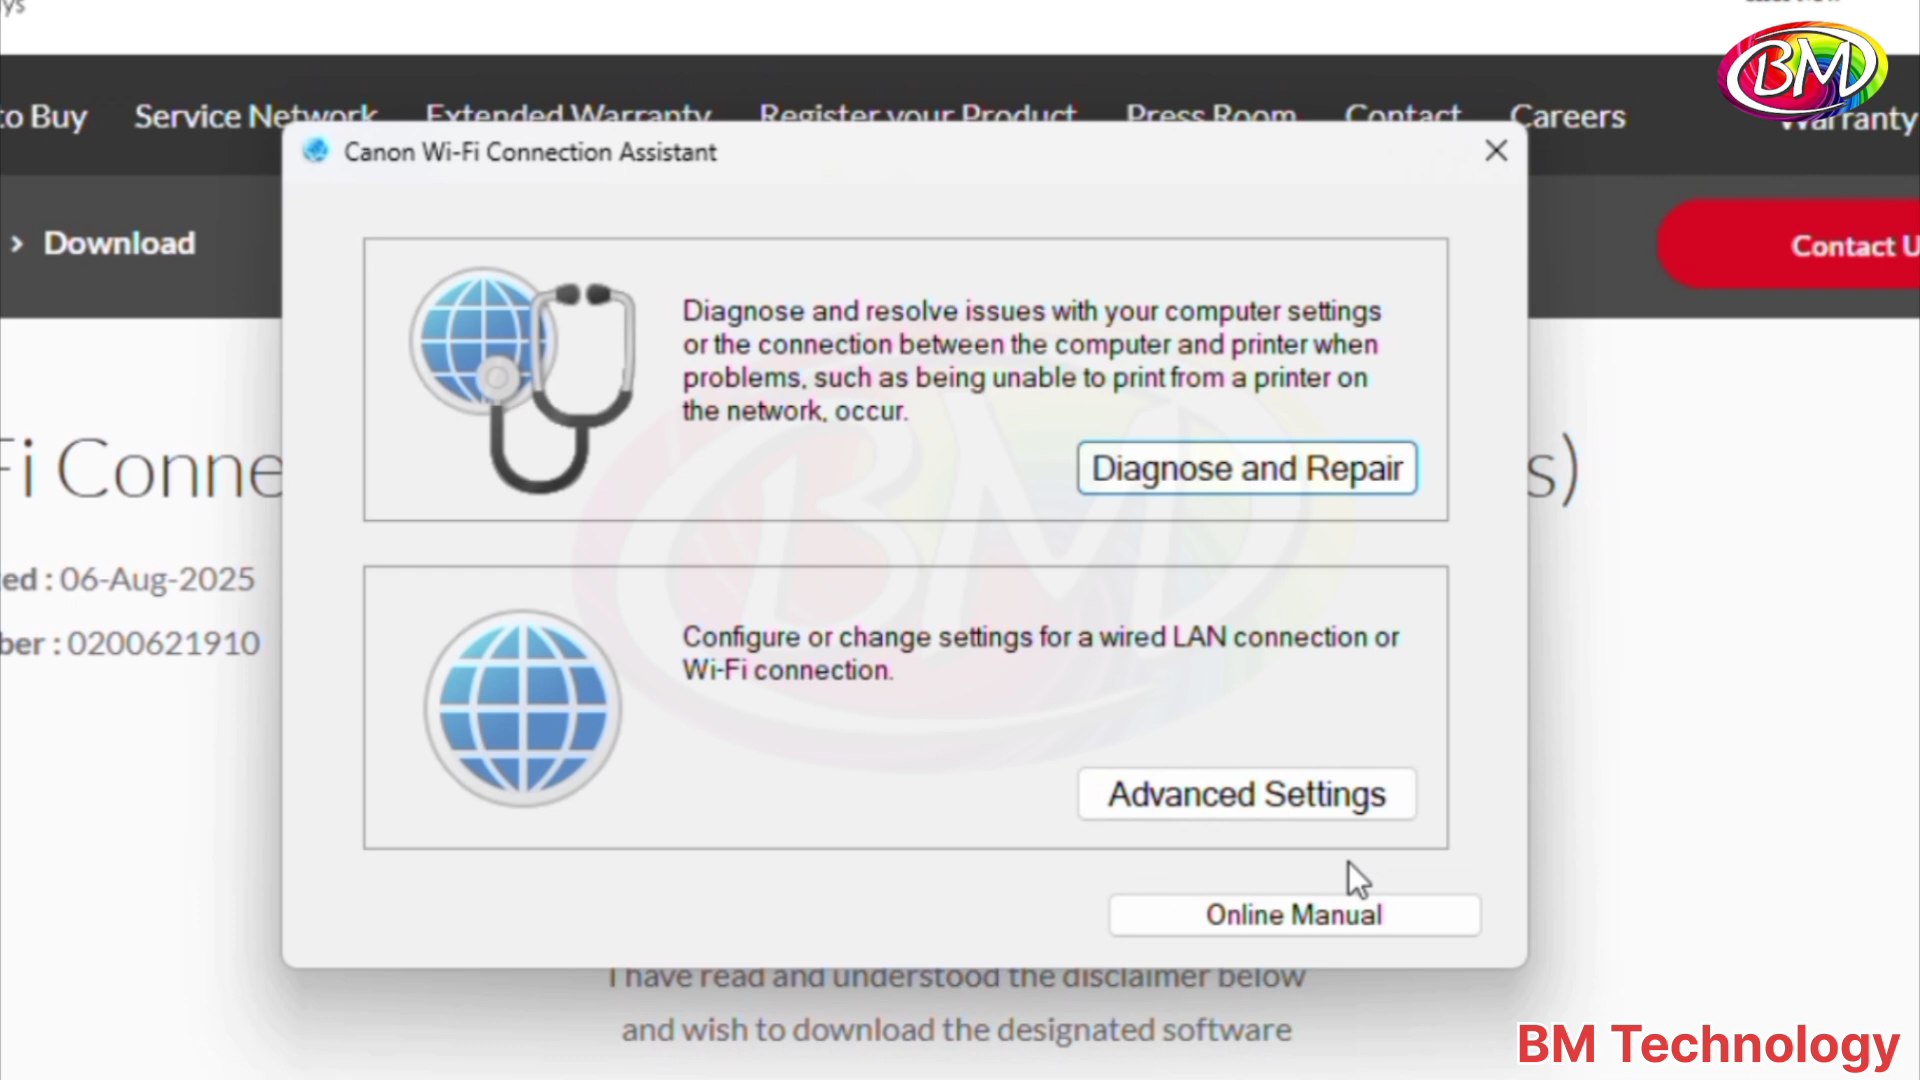 to Buy Service Network Extended Warranty Register your Product Press Room Contact Careers Warranty
BM
Canon Wi-Fi Connection Assistant
> Download
Contact U
Diagnose and resolve issues with your computer settings
or the connection between the computer and printer when
problems, such as being unable to print from a printer on
the network, occur.
Diagnose and Repair
Fi Conne
s)
ed : 06-Aug-2025
ber : 0200621910
BM
Configure or change settings for a wired LAN connection or
Wi-Fi connection.
Advanced Settings
Online Manual
I have read and understood the disclaimer below
and wish to download the designated software
BM Technology